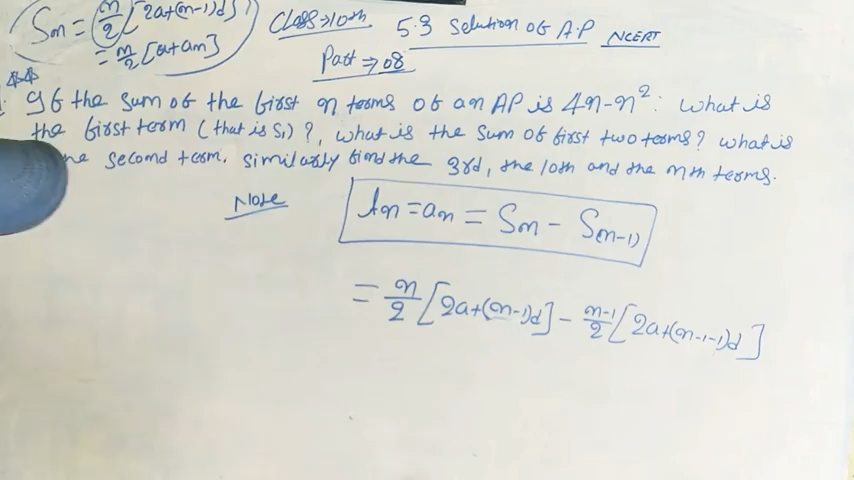 Sn = n/2 [2a+(n-1)d]
= n/2 [a+an]
Class→10th 5.3 Solution of A.P NCERT
Part ⇒ 08
If the sum of the first n terms of an AP is 4n-n². What is
the first term (that is S₁)?, what is the sum of first two terms? what is
the second term. similarly find the 3rd, the 10th and the nth terms.
Note
tn = an = Sn - S(n-1)
= n/2 [2a+(n-1)d] - n-1/2 [2a+(n-1-1)d]